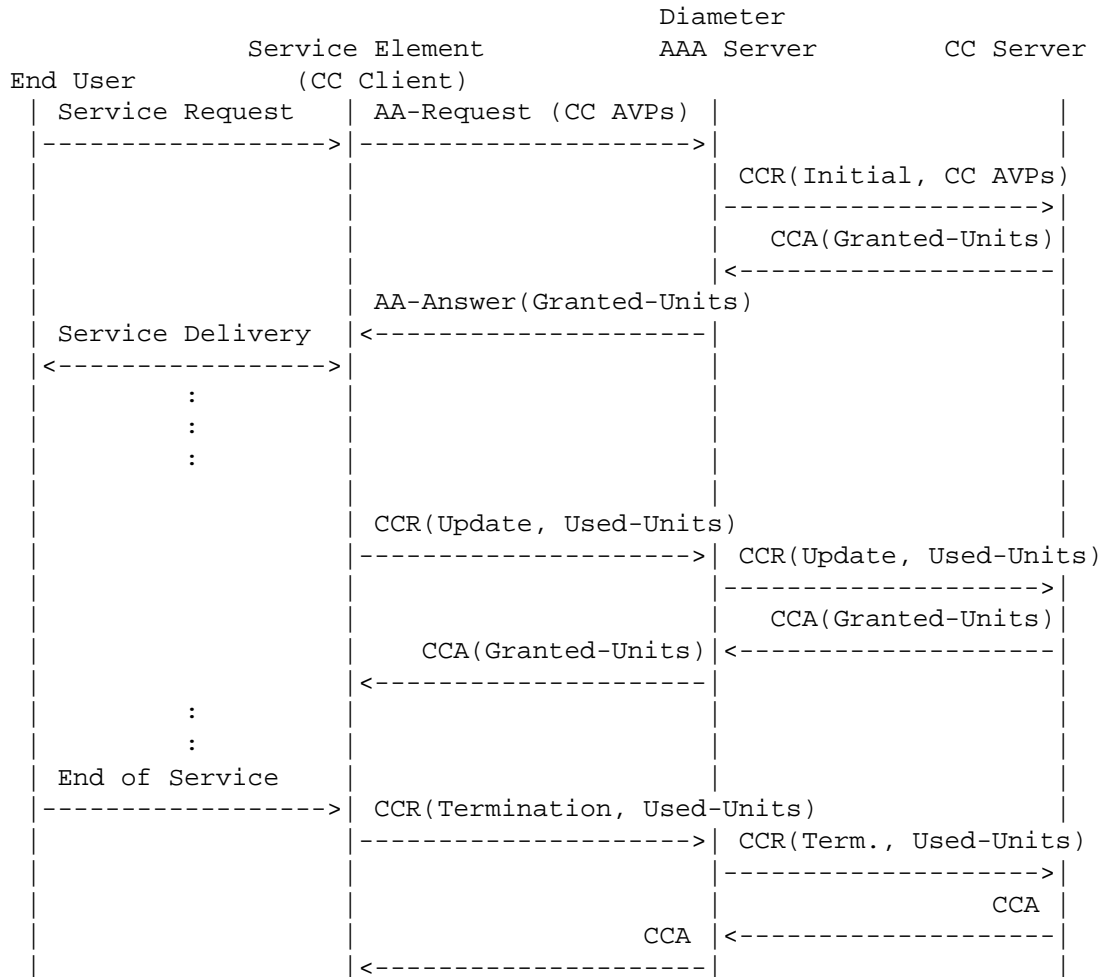 Diameter
Service Element AAA Server CC Server
End User (CC Client)
Service Request AA-Request (CC AVPs)
CCR(Initial, CC AVPs)
CCA(Granted-Units)
AA-Answer(Granted-Units)
Service Delivery
:
:
:
CCR(Update, Used-Units)
CCR(Update, Used-Units)
CCA(Granted-Units)
CCA(Granted-Units)
:
:
End of Service
CCR(Termination, Used-Units)
CCR(Term., Used-Units)
CCA
CCA